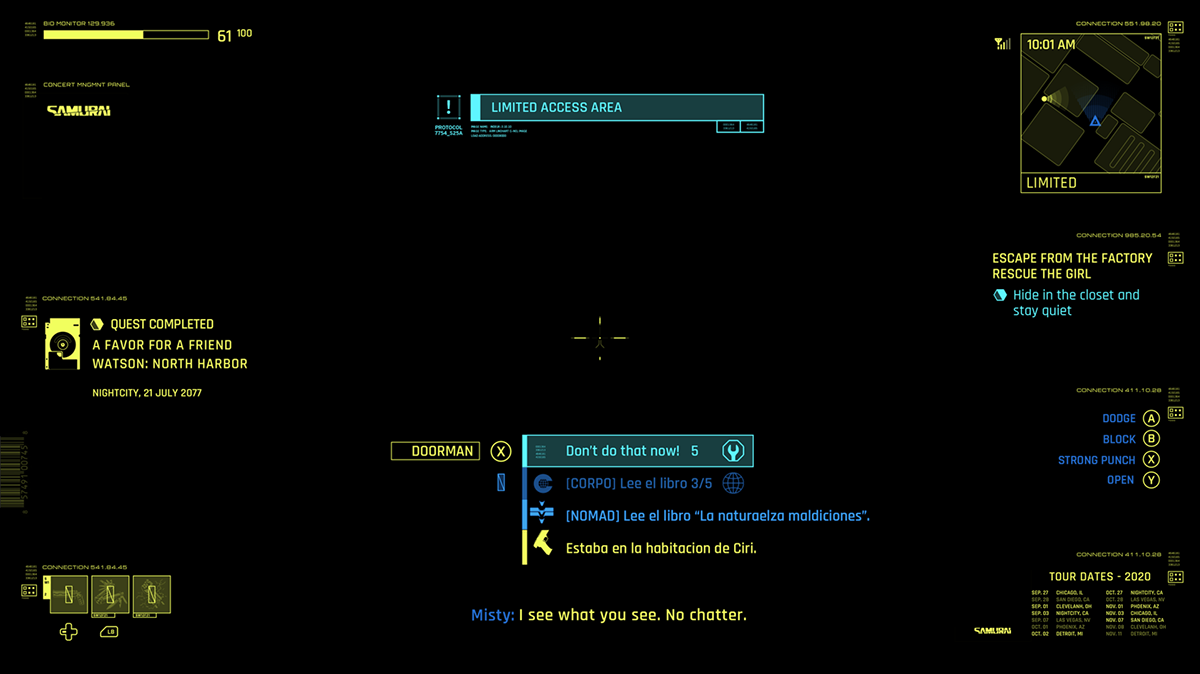 BIO MONITOR 129.936
61 100
CONCERT MNGMNT PANEL
SAMURAI
!
LIMITED ACCESS AREA
PROTOCOL
7754_525A
CONNECTION 551.98.20
10:01 AM
LIMITED
CONNECTION 985.20.54
ESCAPE FROM THE FACTORY
RESCUE THE GIRL
Hide in the closet and
stay quiet
CONNECTION 541.84.45
QUEST COMPLETED
A FAVOR FOR A FRIEND
WATSON: NORTH HARBOR
NIGHTCITY, 21 JULY 2077
CONNECTION 411.10.28
DODGE A
BLOCK B
STRONG PUNCH X
OPEN Y
DOORMAN X
Don't do that now! 5
[CORPO] Lee el libro 3/5
[NOMAD] Lee el libro “La naturaelza maldiciones”.
Estaba en la habitacion de Ciri.
57491100745
CONNECTION 541.84.45
LB
Misty: I see what you see. No chatter.
CONNECTION 411.10.28
TOUR DATES - 2020
SEP. 27 CHICAGO, IL
SEP. 28 SAN DIEGO, CA
SEP. 01 CLEVELANH, OH
SEP. 03 NIGHTCITY, CA
SEP. 07 LAS VEGAS, NV
OCT. 01 PHOENIX, AZ
OCT. 02 DETROIT, MI
OCT. 27 NIGHTCITY, CA
OCT. 28 LAS VEGAS, NV
NOV. 01 PHOENIX, AZ
NOV. 03 CHICAGO, IL
NOV. 07 SAN DIEGO, CA
NOV. 08 CLEVELANH, OH
NOV. 11 DETROIT, MI
SAMURAI